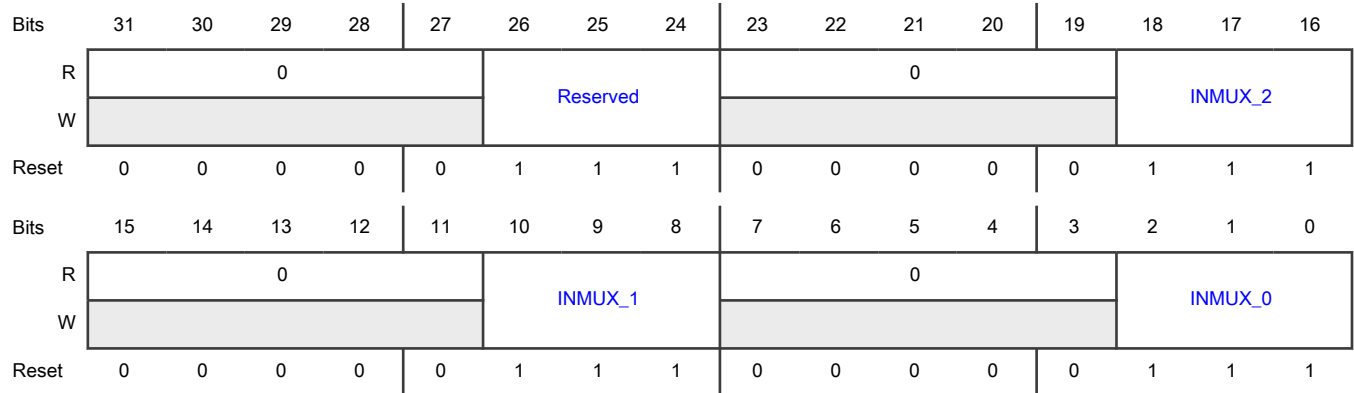 Bits 31 30 29 28 27 26 25 24 23 22 21 20 19 18 17 16
R 0 Reserved 0 INMUX_2
W
Reset 0 0 0 0 0 1 1 1 0 0 0 0 0 1 1 1
Bits 15 14 13 12 11 10 9 8 7 6 5 4 3 2 1 0
R 0 INMUX_1 0 INMUX_0
W
Reset 0 0 0 0 0 1 1 1 0 0 0 0 0 1 1 1